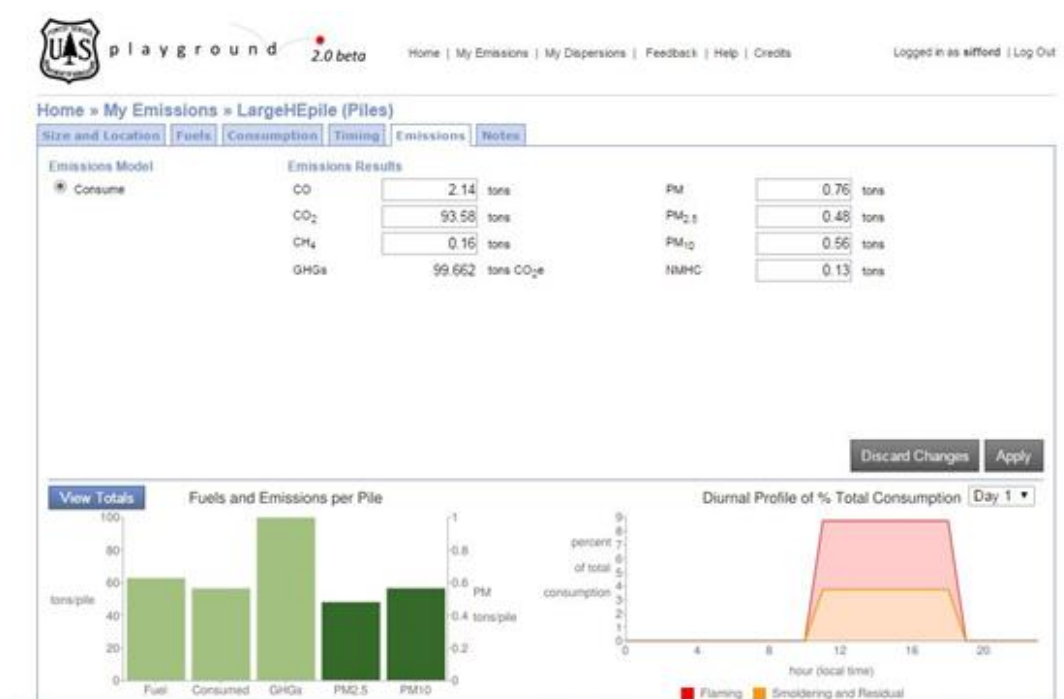 UAS playground 2.0 beta Home | My Emissions | My Dispersions | Feedback | Help | Credits Logged in as sifford | Log Out
Home » My Emissions » LargeHEpile (Piles)
Size and Location Fuels Consumption Timing Emissions Notes
Emissions Model Emissions Results
Consume CO 2.14 tons PM 0.76 tons
CO2 93.58 tons PM2.5 0.48 tons
CH4 0.16 tons PM10 0.56 tons
GHGs 99.662 tons CO2e NMHC 0.13 tons
Discard Changes Apply
View Totals Fuels and Emissions per Pile Diurnal Profile of % Total Consumption Day 1
100 1 9
8
80 0.8 percent 7
6
of total 5
60 0.6 PM consumption 4
tons/pile 3
40 0.4 tons/pile 2
1
20 0.2 0
0 4 8 12 16 20
0 0 hour (local time)
Fuel Consumed GHGs PM2.5 PM10 Flaming Smoldering and Residual